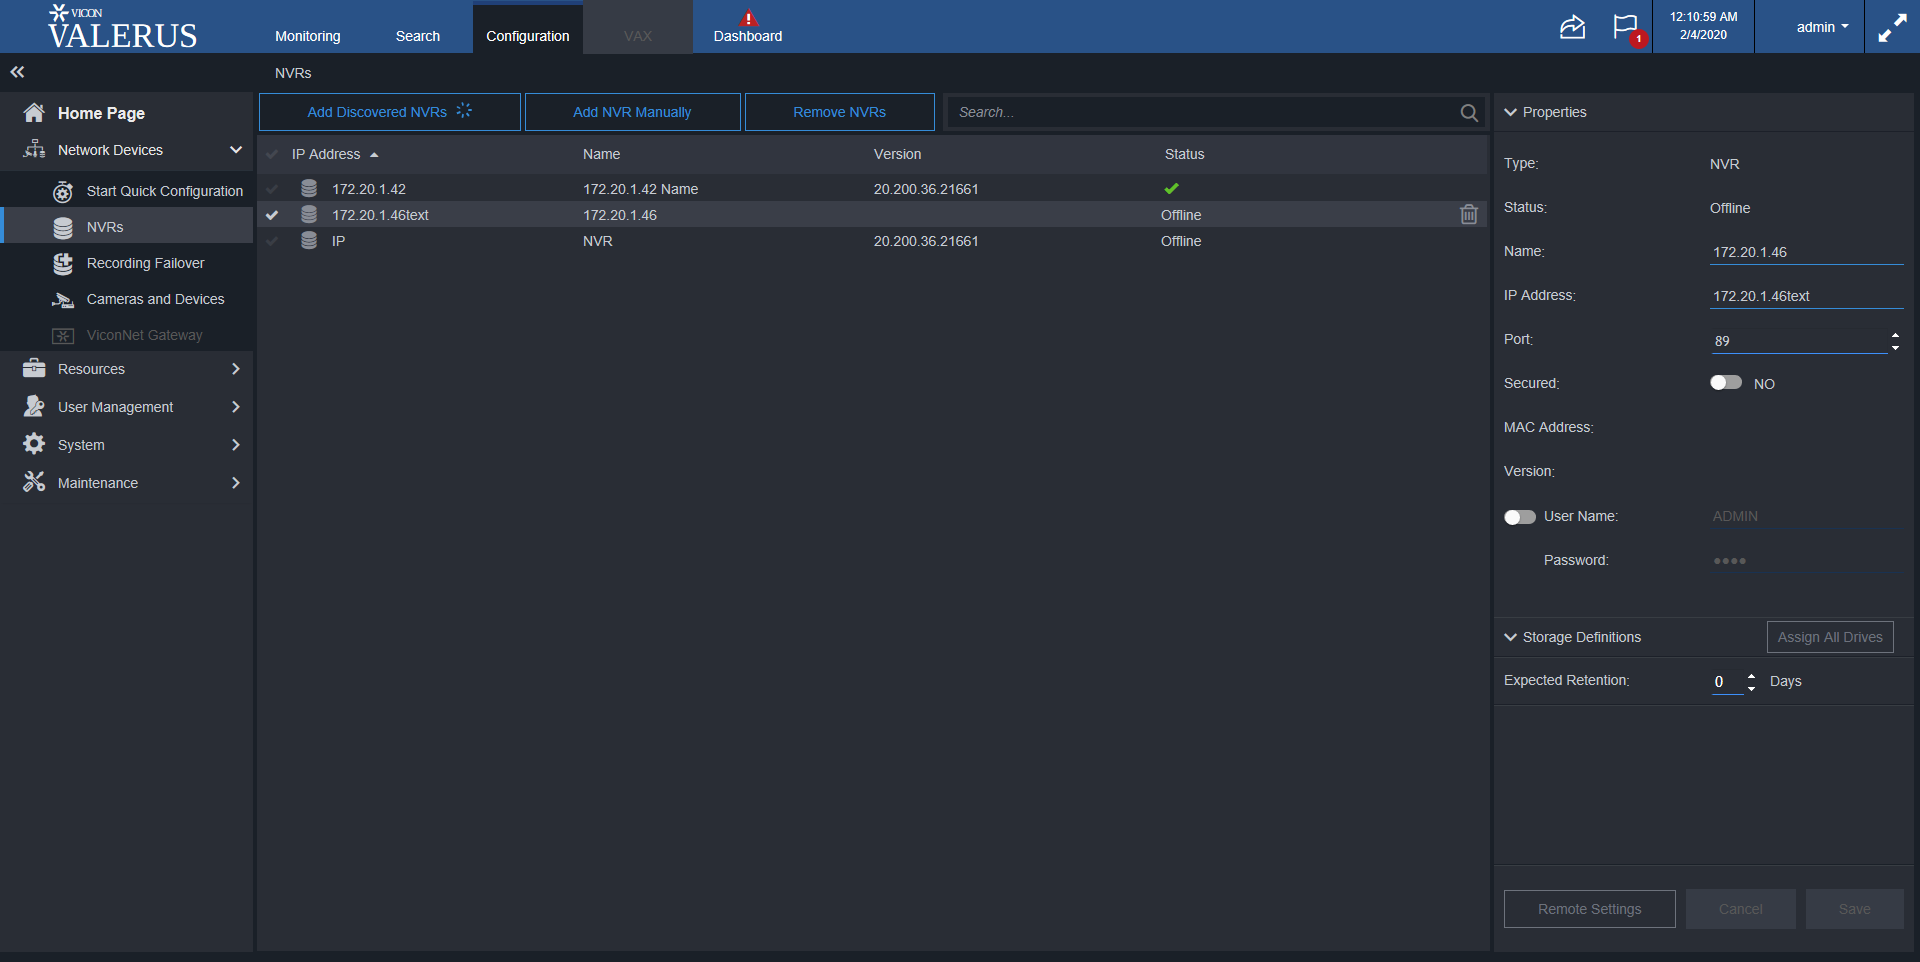 VICON
VALERUS
Monitoring
Search
Configuration
VAX
Dashboard
1
12:10:59 AM
2/4/2020
admin
NVRs
Home Page
Network Devices
Start Quick Configuration
NVRs
Recording Failover
Cameras and Devices
ViconNet Gateway
Resources
User Management
System
Maintenance
Add Discovered NVRs
Add NVR Manually
Remove NVRs
Search...
IP Address Name Version Status
172.20.1.42 172.20.1.42 Name 20.200.36.21661
172.20.1.46text 172.20.1.46 Offline
IP NVR 20.200.36.21661 Offline
Properties
Type: NVR
Status: Offline
Name: 172.20.1.46
IP Address: 172.20.1.46text
Port: 89
Secured: NO
MAC Address:
Version:
User Name: ADMIN
Password: ●●●●
Storage Definitions Assign All Drives
Expected Retention: 0 Days
Remote Settings Cancel Save